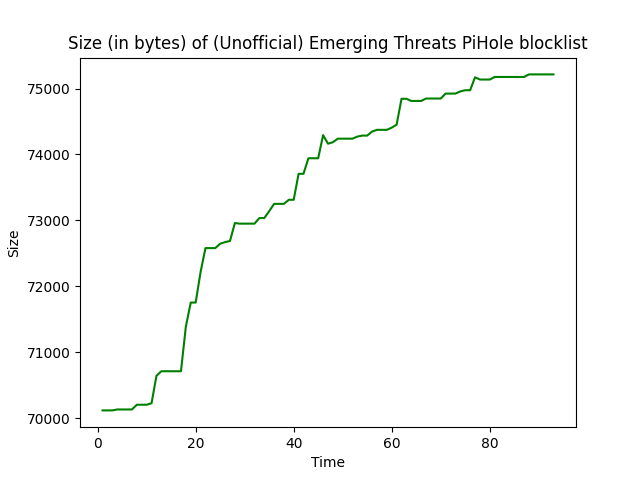 Size (in bytes) of (Unofficial) Emerging Threats PiHole blocklist
75000
74000
73000
72000
71000
70000
Size
0 20 40 60 80
Time